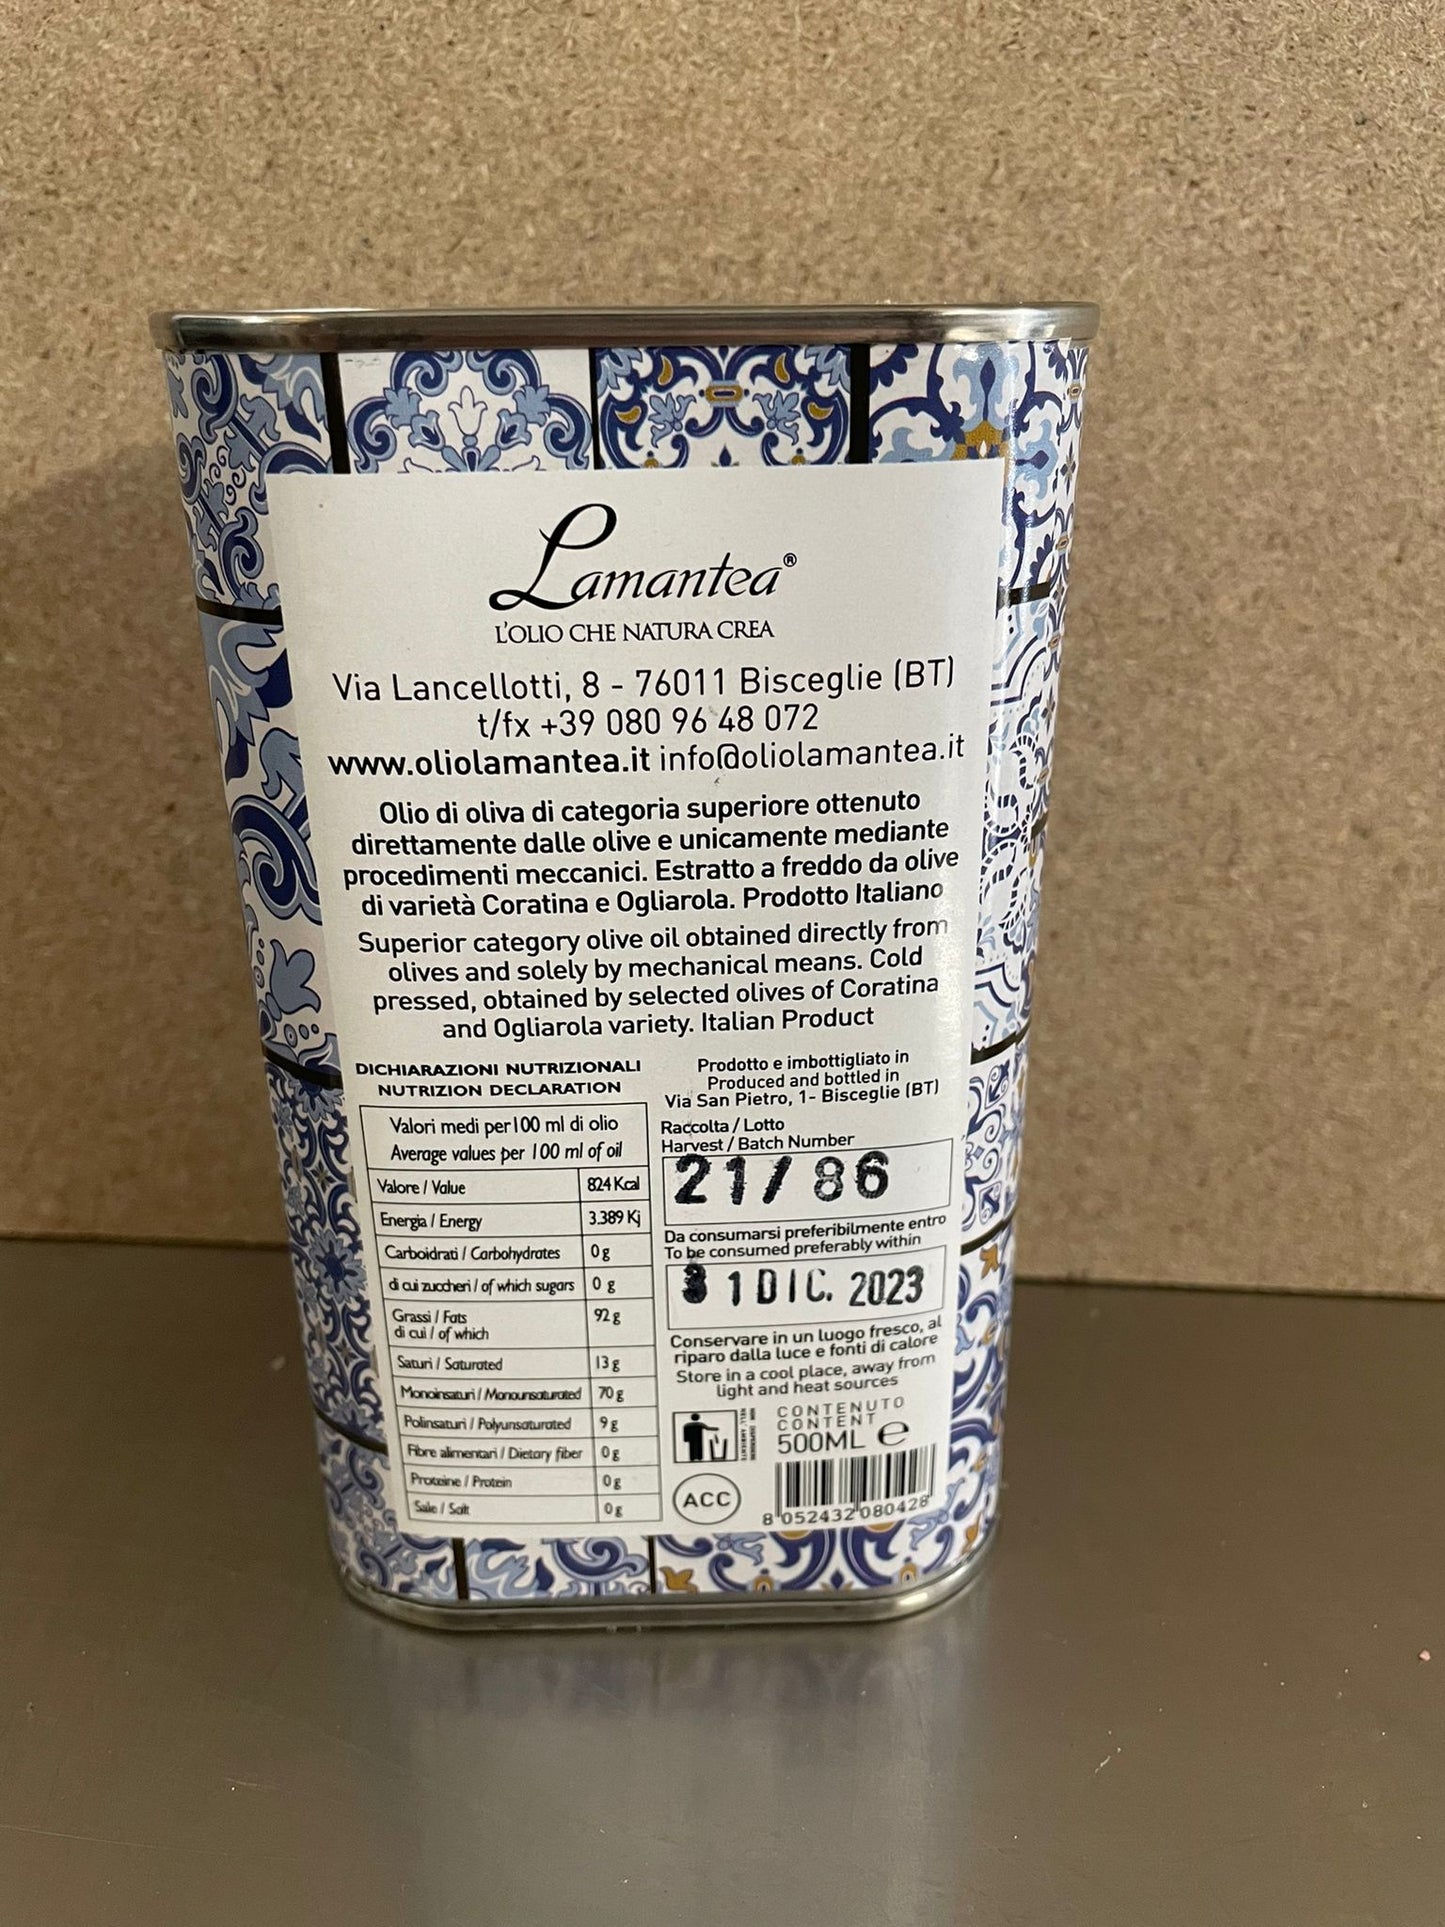 Lamantea®
L'OLIO CHE NATURA CREA
Via Lancellotti, 8 - 76011 Bisceglie (BT)
t/fx +39 080 96 48 072
www.oliolamantea.it info@oliolamantea.it
Olio di oliva di categoria superiore ottenuto
direttamente dalle olive e unicamente mediante
procedimenti meccanici. Estratto a freddo da olive
di varietà Coratina e Ogliarola. Prodotto Italiano
Superior category olive oil obtained directly from
olives and solely by mechanical means. Cold
pressed, obtained by selected olives of Coratina
and Ogliarola variety. Italian Product
DICHIARAZIONI NUTRIZIONALI
NUTRIZION DECLARATION
Valori medi per 100 ml di olio
Average values per 100 ml of oil
Valore / Value 824 Kcal
Energia / Energy 3.389 Kj
Carboidrati / Carbohydrates 0 g
di cui zuccheri / of which sugars 0 g
Grassi / Fats 92 g
di cui / of which
Saturi / Saturated 13 g
Monoinsaturi / Monounsaturated 70 g
Polinsaturi / Polyunsaturated 9 g
Fibre alimentari / Dietary fiber 0 g
Proteine / Protein 0 g
Sale / Salt 0 g
Prodotto e imbottigliato in
Produced and bottled in
Via San Pietro, 1- Bisceglie (BT)
Raccolta / Lotto
Harvest / Batch Number
21/ 86
Da consumarsi preferibilmente entro
To be consumed preferably within
31 DIC. 2023
Conservare in un luogo fresco, al
riparo dalla luce e fonti di calore
Store in a cool place, away from
light and heat sources
NON DISPERDERE
NELL'AMBIENTE
CONTENUTO
CONTENT
500ML e
ACC
8 052432 080428